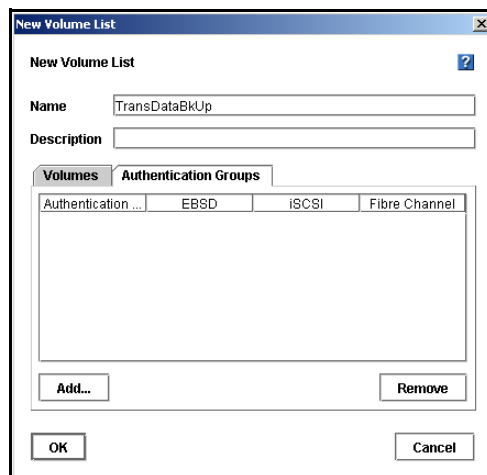 New Volume List
New Volume List
Name TransDataBkUp
Description
Volumes Authentication Groups
Authentication ... EBSD iSCSI Fibre Channel
Add... Remove
OK Cancel